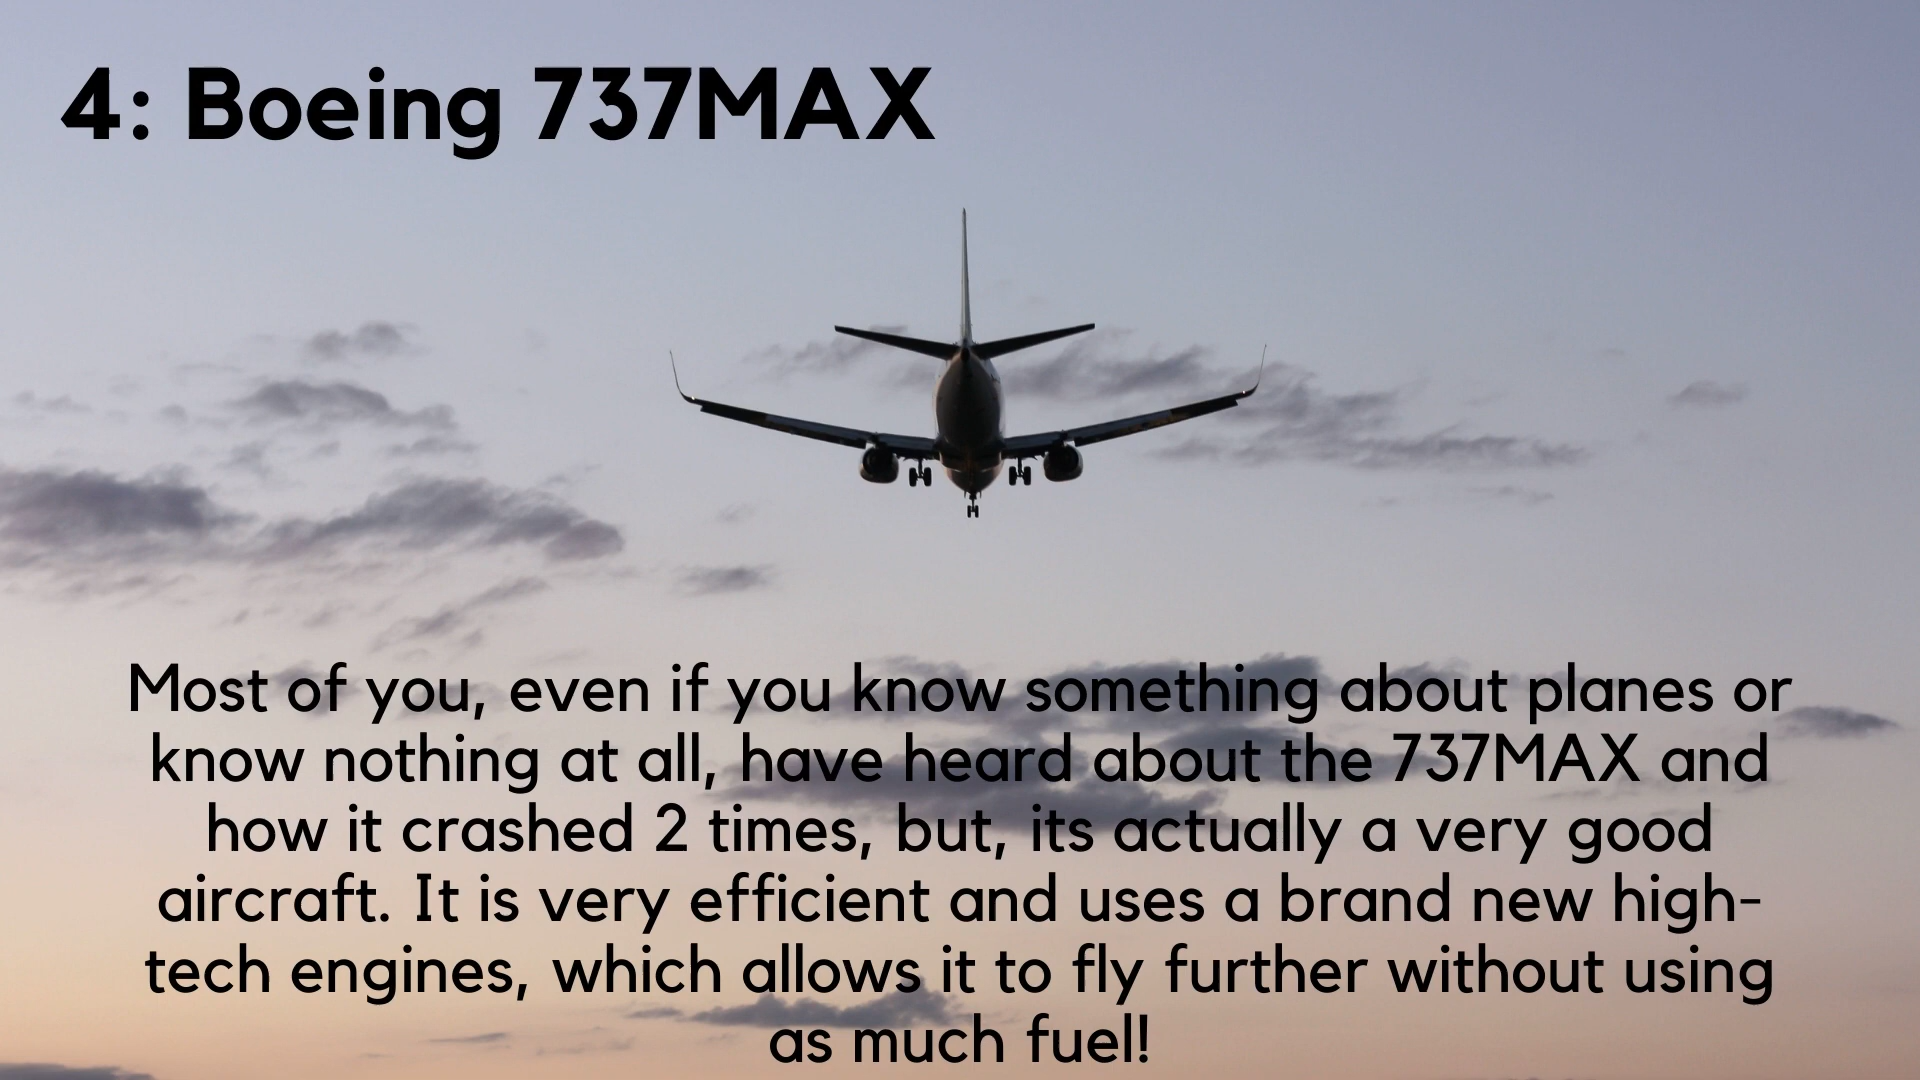 4: Boeing 737MAX
Most of you, even if you know something about planes or
know nothing at all, have heard about the 737MAX and
how it crashed 2 times, but, its actually a very good
aircraft. It is very efficient and uses a brand new high-
tech engines, which allows it to fly further without using
as much fuel!